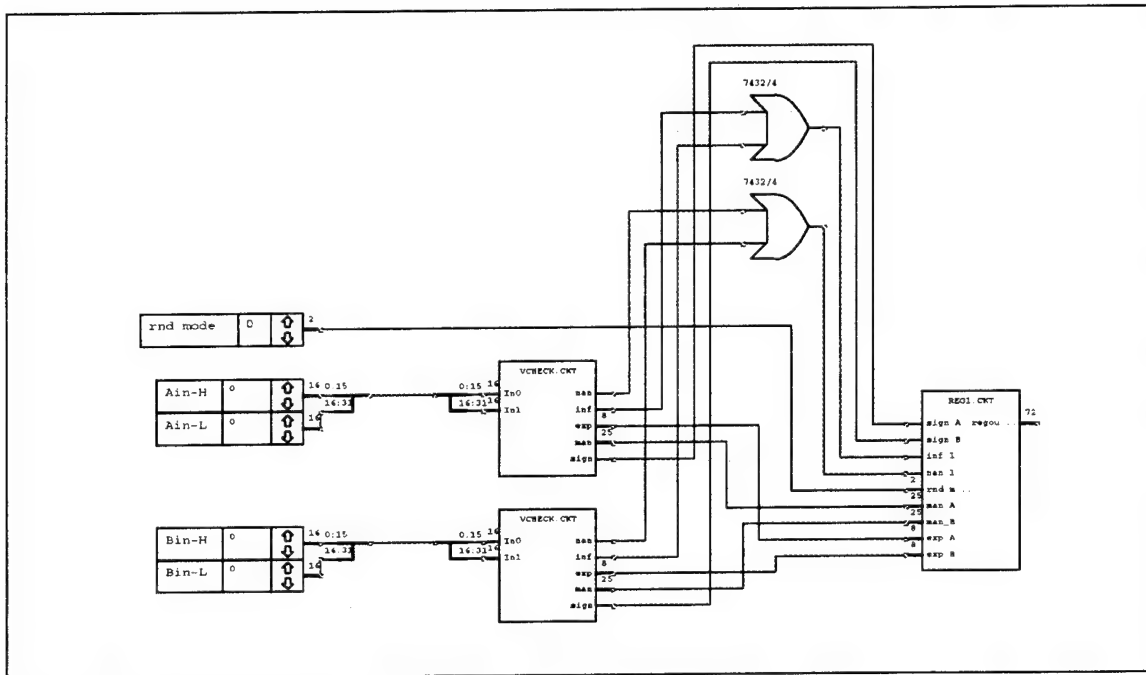 7432/4
7432/4
rnd mode 0 2
Ain-H 0 16 0:15
16:31
Ain-L 0 16
0:15 16
16:31 16
VCHECK.CKT
In0 nan
In1 inf
8
exp
25
man
sign
Bin-H 0 16 0:15
16:31
Bin-L 0 16
0:15 16
16:31 16
VCHECK.CKT
In0 nan
In1 inf
8
exp
25
man
sign
REG1.CKT
sign A regou .. 72
sign B
inf 1
nan 1
2
rnd m ..
25
man A
25
man_B
8
exp A
8
exp B